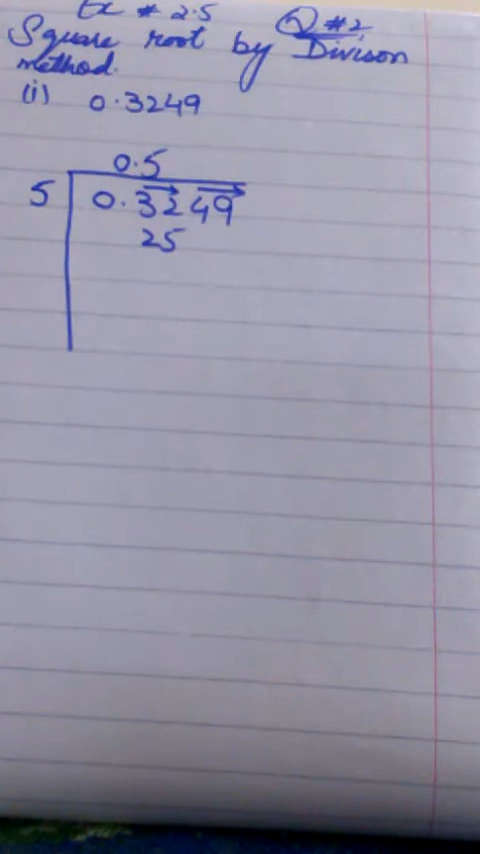 Ex # 2.5
Q #2
Square root by Divison
method.
(i) 0.3249
0.5
5 0.3249
25